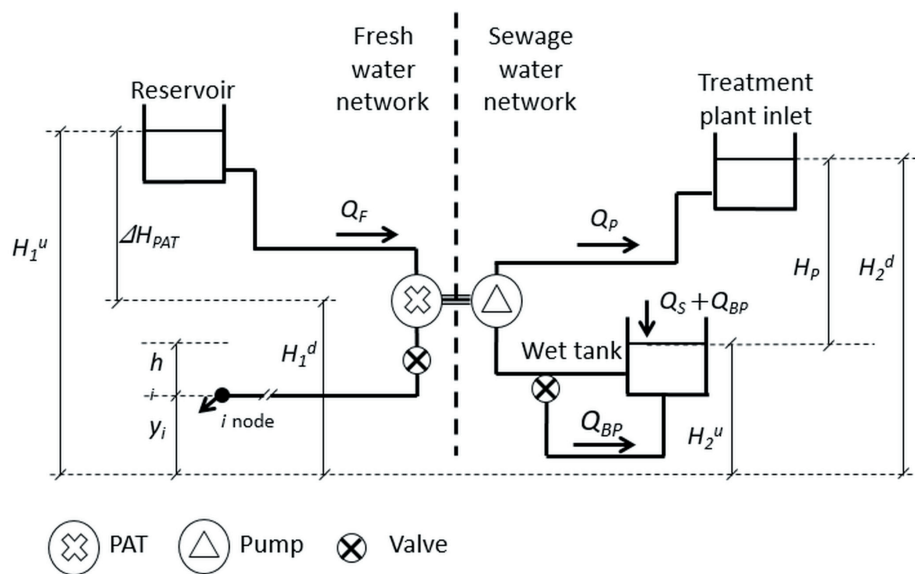 Fresh
water
network
Sewage
water
network
Reservoir
Treatment
plant inlet
Q_F
Q_P
H_1^u
ΔH_PAT
H_P
H_2^d
Q_S + Q_BP
H_1^d
Wet tank
h
i
i node
y_i
Q_BP
H_2^u
PAT
Pump
Valve